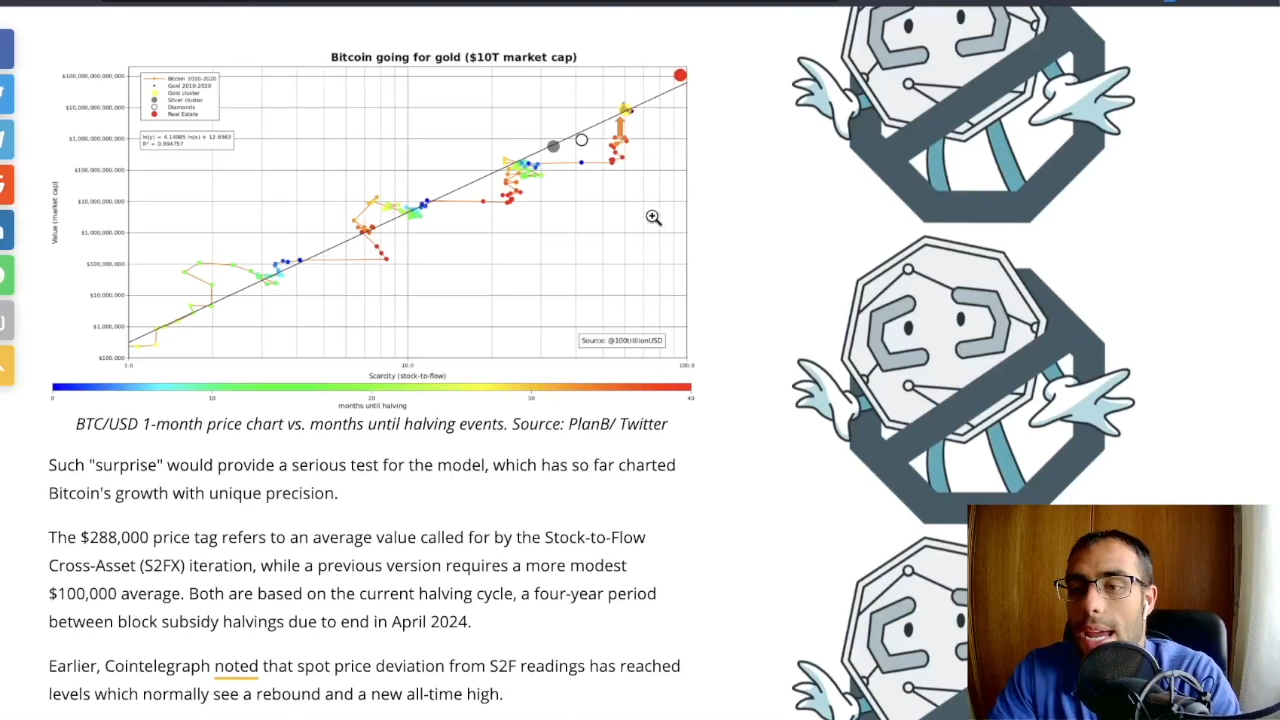 Bitcoin going for gold ($10T market cap)
$100,000,000,000,000
$10,000,000,000,000
$1,000,000,000,000
$100,000,000,000
$10,000,000,000
$1,000,000,000
$100,000,000
$10,000,000
$1,000,000
$100,000
Value (market cap)
Bitcoin 2010-2020
Gold 2010-2020
Gold cluster
Silver cluster
Diamonds
Real Estate
ln(y) = 4.14985 ln(x) + 12.6563
R² = 0.994757
Source: @100trillionUSD
1.0
10.0
100.0
Scarcity (stock-to-flow)
0
10
20
30
40
months until halving
BTC/USD 1-month price chart vs. months until halving events. Source: PlanB/ Twitter
Such "surprise" would provide a serious test for the model, which has so far charted
Bitcoin's growth with unique precision.
The $288,000 price tag refers to an average value called for by the Stock-to-Flow
Cross-Asset (S2FX) iteration, while a previous version requires a more modest
$100,000 average. Both are based on the current halving cycle, a four-year period
between block subsidy halvings due to end in April 2024.
Earlier, Cointelegraph noted that spot price deviation from S2F readings has reached
levels which normally see a rebound and a new all-time high.